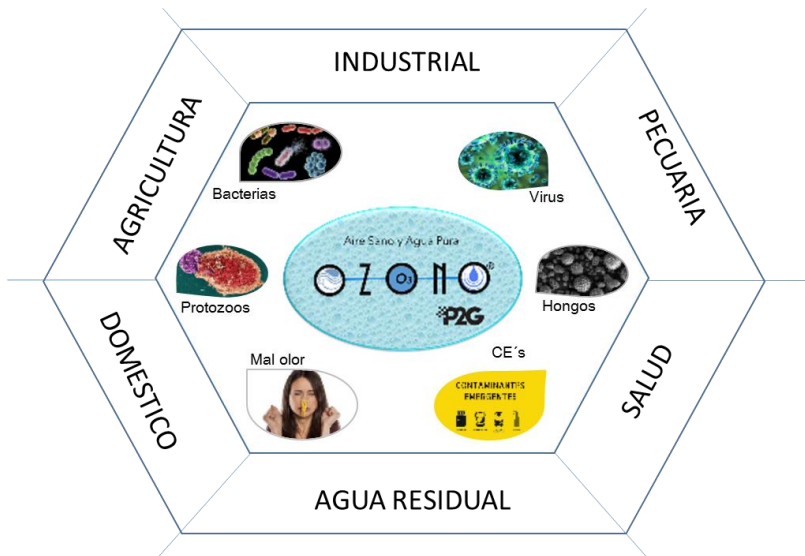 INDUSTRIAL
AGRICULTURA
PECUARIA
Bacterias
Virus
Aire Sano y Agua Pura
OZONO®
O₃
P2G
Protozoos
Hongos
Mal olor
CE´s
CONTAMINANTES
EMERGENTES
DOMESTICO
SALUD
AGUA RESIDUAL